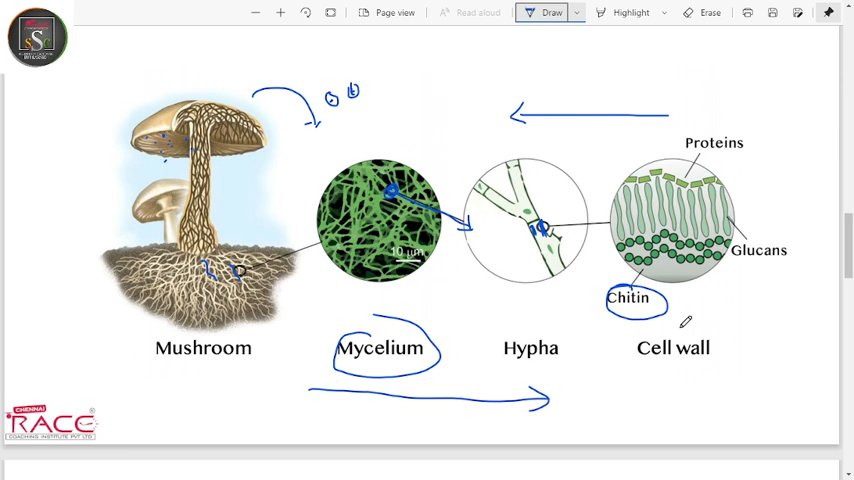 Page view
Read aloud
Draw
Highlight
Erase
SSC
Proteins
10 μm
Glucans
Chitin
Mushroom
Mycelium
Hypha
Cell wall
CHENNAI
RACE
COACHING INSTITUTE PVT LTD